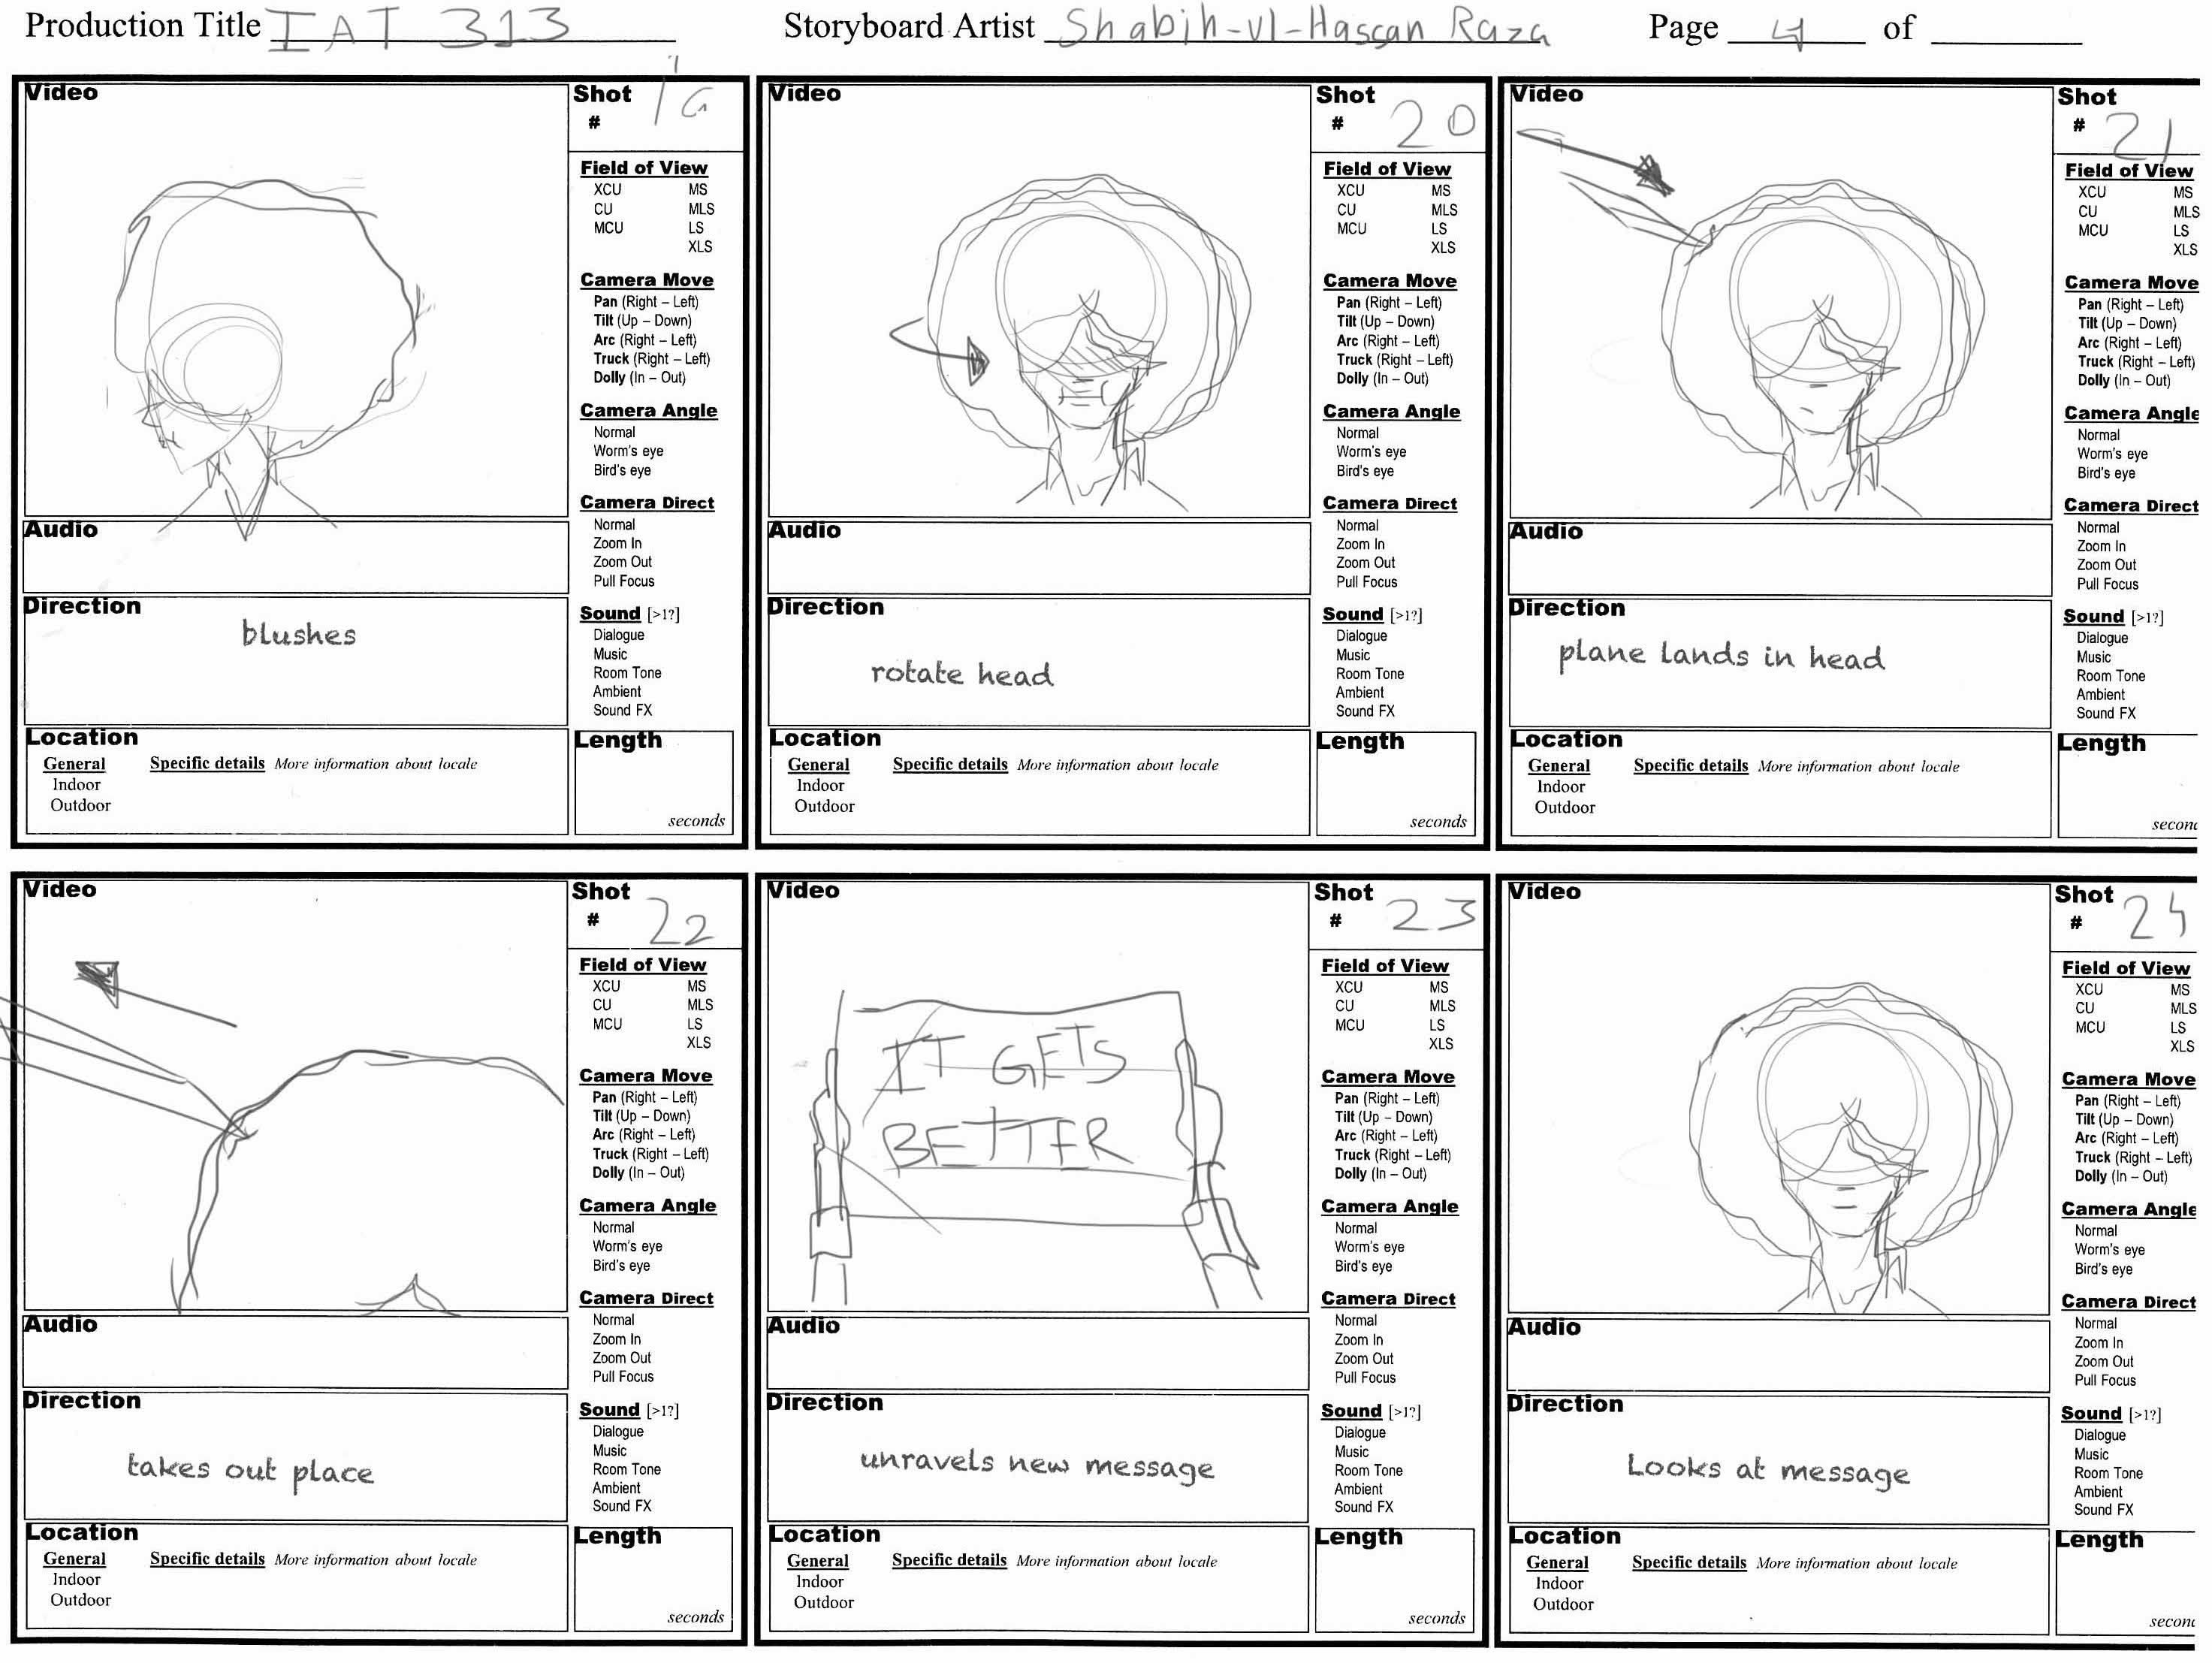 Production Title IAT 313 Storyboard Artist Shabih-ul-Hassan Raza Page 4 of
Video
Shot
# 19
Field of View
XCU MS
CU MLS
MCU LS
XLS
Camera Move
Pan (Right – Left)
Tilt (Up – Down)
Arc (Right – Left)
Truck (Right – Left)
Dolly (In – Out)
Camera Angle
Normal
Worm's eye
Bird's eye
Camera Direct
Normal
Zoom In
Zoom Out
Pull Focus
Sound [>1?]
Dialogue
Music
Room Tone
Ambient
Sound FX
Audio
Direction
blushes
Location
General Specific details More information about locale
Indoor
Outdoor
Length
seconds
Video
Shot
# 20
Field of View
XCU MS
CU MLS
MCU LS
XLS
Camera Move
Pan (Right – Left)
Tilt (Up – Down)
Arc (Right – Left)
Truck (Right – Left)
Dolly (In – Out)
Camera Angle
Normal
Worm's eye
Bird's eye
Camera Direct
Normal
Zoom In
Zoom Out
Pull Focus
Sound [>1?]
Dialogue
Music
Room Tone
Ambient
Sound FX
Audio
Direction
rotate head
Location
General Specific details More information about locale
Indoor
Outdoor
Length
seconds
Video
Shot
# 21
Field of View
XCU MS
CU MLS
MCU LS
XLS
Camera Move
Pan (Right – Left)
Tilt (Up – Down)
Arc (Right – Left)
Truck (Right – Left)
Dolly (In – Out)
Camera Angle
Normal
Worm's eye
Bird's eye
Camera Direct
Normal
Zoom In
Zoom Out
Pull Focus
Sound [>1?]
Dialogue
Music
Room Tone
Ambient
Sound FX
Audio
Direction
plane lands in head
Location
General Specific details More information about locale
Indoor
Outdoor
Length
secon
Video
Shot
# 22
Field of View
XCU MS
CU MLS
MCU LS
XLS
Camera Move
Pan (Right – Left)
Tilt (Up – Down)
Arc (Right – Left)
Truck (Right – Left)
Dolly (In – Out)
Camera Angle
Normal
Worm's eye
Bird's eye
Camera Direct
Normal
Zoom In
Zoom Out
Pull Focus
Sound [>1?]
Dialogue
Music
Room Tone
Ambient
Sound FX
Audio
Direction
takes out place
Location
General Specific details More information about locale
Indoor
Outdoor
Length
seconds
Video
IT GETS
BETTER
Shot
# 23
Field of View
XCU MS
CU MLS
MCU LS
XLS
Camera Move
Pan (Right – Left)
Tilt (Up – Down)
Arc (Right – Left)
Truck (Right – Left)
Dolly (In – Out)
Camera Angle
Normal
Worm's eye
Bird's eye
Camera Direct
Normal
Zoom In
Zoom Out
Pull Focus
Sound [>1?]
Dialogue
Music
Room Tone
Ambient
Sound FX
Audio
Direction
unravels new message
Location
General Specific details More information about locale
Indoor
Outdoor
Length
seconds
Video
Shot
# 24
Field of View
XCU MS
CU MLS
MCU LS
XLS
Camera Move
Pan (Right – Left)
Tilt (Up – Down)
Arc (Right – Left)
Truck (Right – Left)
Dolly (In – Out)
Camera Angle
Normal
Worm's eye
Bird's eye
Camera Direct
Normal
Zoom In
Zoom Out
Pull Focus
Sound [>1?]
Dialogue
Music
Room Tone
Ambient
Sound FX
Audio
Direction
Looks at message
Location
General Specific details More information about locale
Indoor
Outdoor
Length
secon